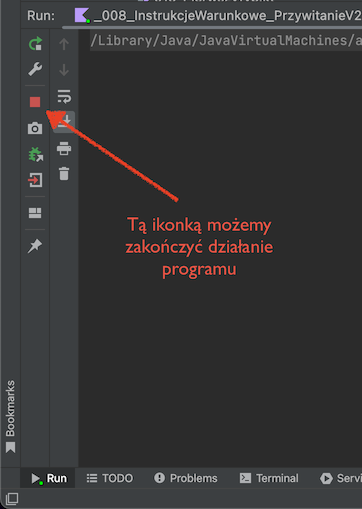 Run: _008_InstrukcjeWarunkowe_PrzywitanieV2
/Library/Java/JavaVirtualMachines/a
Tą ikonką możemy
zakończyć działanie
programu
Bookmarks
Run TODO Problems Terminal Servi